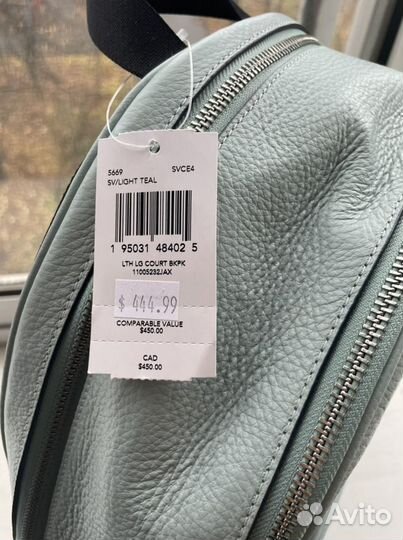 5669 SVCE4
SV/LIGHT TEAL
1 95031 48402 5
LTH LG COURT BKPK
11005232JAX
$ 444.99
COMPARABLE VALUE
$450.00
CAD
$450.00
Avito